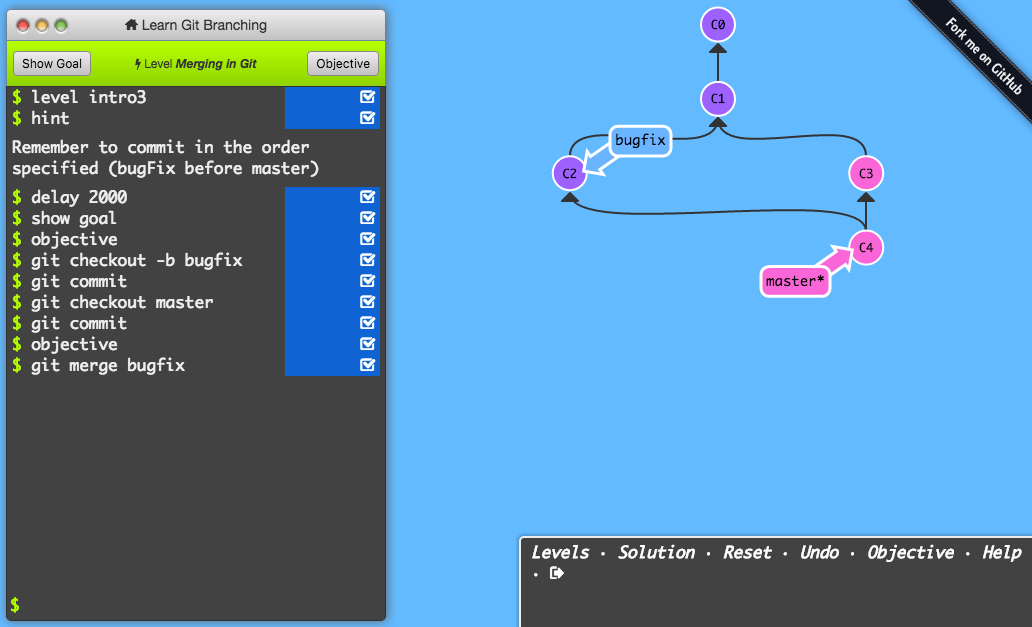 Learn Git Branching
Show Goal
Level Merging in Git
Objective
$ level intro3
$ hint
Remember to commit in the order
specified (bugFix before master)
$ delay 2000
$ show goal
$ objective
$ git checkout -b bugfix
$ git commit
$ git checkout master
$ git commit
$ objective
$ git merge bugfix
$
C0
C1
bugfix
C2
C3
C4
master*
Fork me on GitHub
Levels · Solution · Reset · Undo · Objective · Help
·